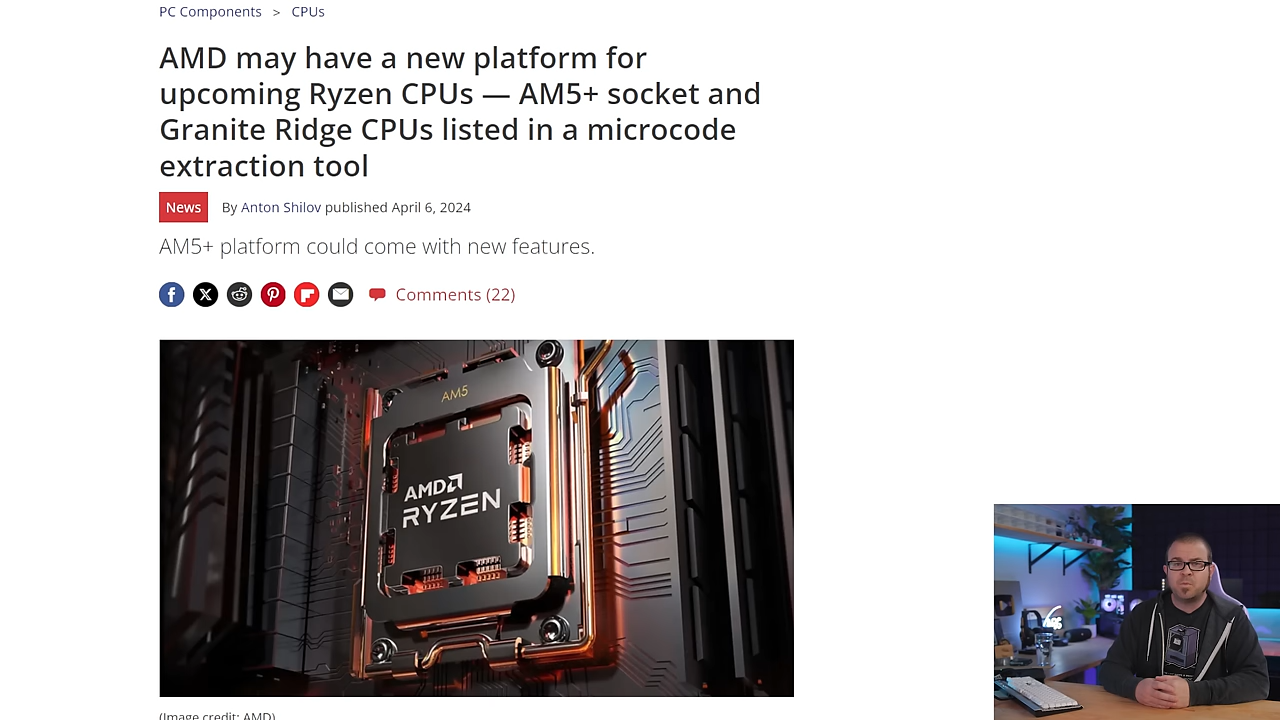 PC Components > CPUs
AMD may have a new platform for
upcoming Ryzen CPUs — AM5+ socket and
Granite Ridge CPUs listed in a microcode
extraction tool
News By Anton Shilov published April 6, 2024
AM5+ platform could come with new features.
Comments (22)
AM5
AMD
RYZEN
(Image credit: AMD)